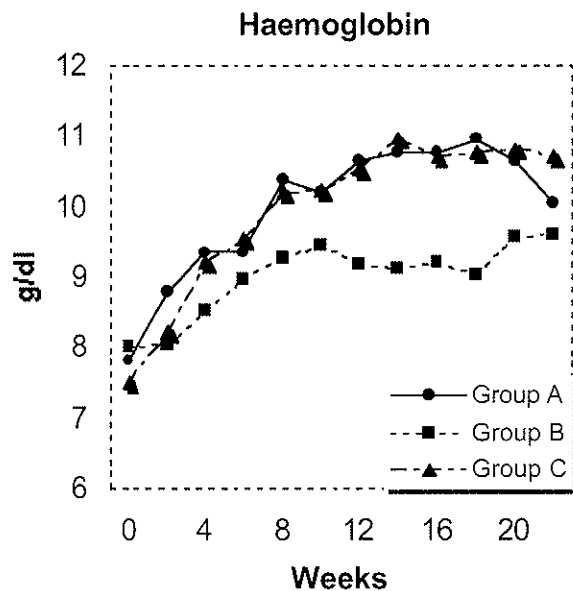 Haemoglobin
12
11
10
9
8
7
6
g/dl
Group A
Group B
Group C
0 4 8 12 16 20
Weeks